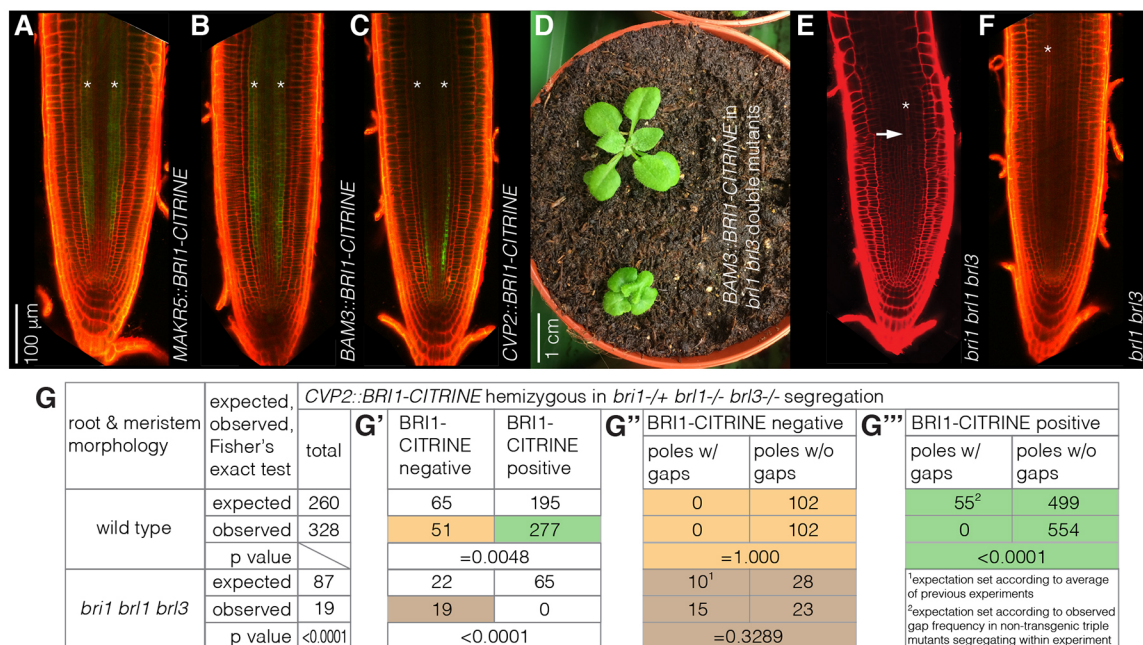 A
B
C
D
E
F
* *
* *
* *
*
*
MAKR5::BRI1-CITRINE
BAM3::BRI1-CITRINE
CVP2::BRI1-CITRINE
BAM3::BRI1-CITRINE in
brl1 brl3 double mutants
bri1 brl1 brl3
brl1 brl3
100 µm
1 cm
G
root & meristem
morphology
expected,
observed,
Fisher's
exact test
CVP2::BRI1-CITRINE hemizygous in bri1-/+ brl1-/- brl3-/- segregation
total
G'
BRI1-
CITRINE
negative
BRI1-
CITRINE
positive
G''
BRI1-CITRINE negative
poles w/
gaps
poles w/o
gaps
G'''
BRI1-CITRINE positive
poles w/
gaps
poles w/o
gaps
wild type
expected 260 65 195 0 102 55² 499
observed 328 51 277 0 102 0 554
p value =0.0048 =1.000 <0.0001
bri1 brl1 brl3
expected 87 22 65 10¹ 28
observed 19 19 0 15 23
p value <0.0001 <0.0001 =0.3289
¹expectation set according to average
of previous experiments
²expectation set according to observed
gap frequency in non-transgenic triple
mutants segregating within experiment